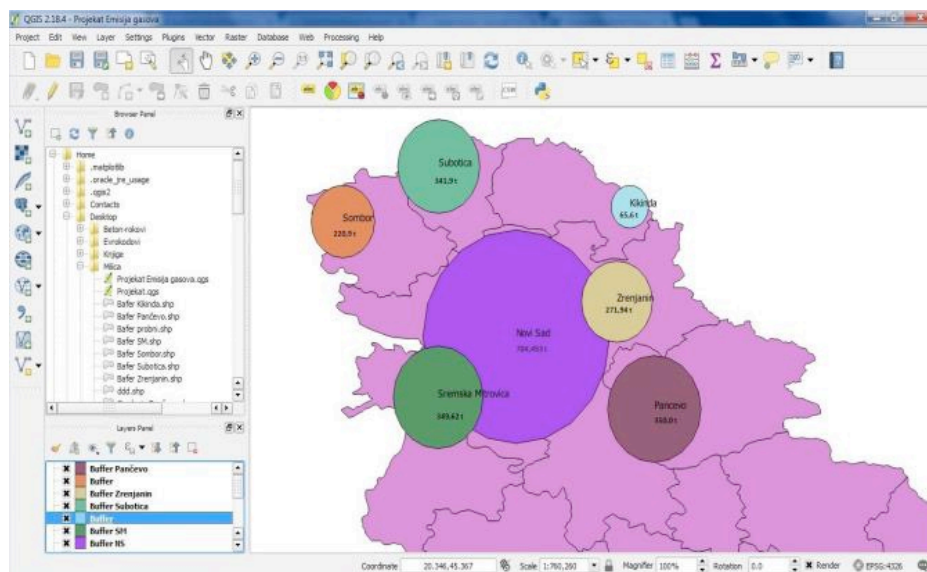 QGIS 2.18.4 - Projekat Emisija gasova
Project Edit View Layer Settings Plugins Vector Raster Database Web Processing Help
Browser Panel
Home
.matplotlib
.oracle_jre_usage
.qgis2
Contacts
Desktop
Beton rokovi
Evrokodovi
Knjige
Milica
Projekat Emisija gasova.qgs
Projekat.qgs
Bafer Kikinda.shp
Bafer Pančevo.shp
Bafer probni.shp
Bafer SM.shp
Bafer Sombor.shp
Bafer Subotica.shp
Bafer Zrenjanin.shp
ddd.shp
Layers Panel
Buffer Pančevo
Buffer
Buffer Zrenjanin
Buffer Subotica
Buffer
Buffer SM
Buffer NS
Subotica
341,9 t
Kikinda
65,6 t
Sombor
220,9 t
Zrenjanin
271,94 t
Novi Sad
Sremska Mitrovica
349,62 t
Pancevo
Coordinate 20.346,45.367 Scale 1:760,260 Magnifier 100% Rotation 0.0 Render EPSG:4326